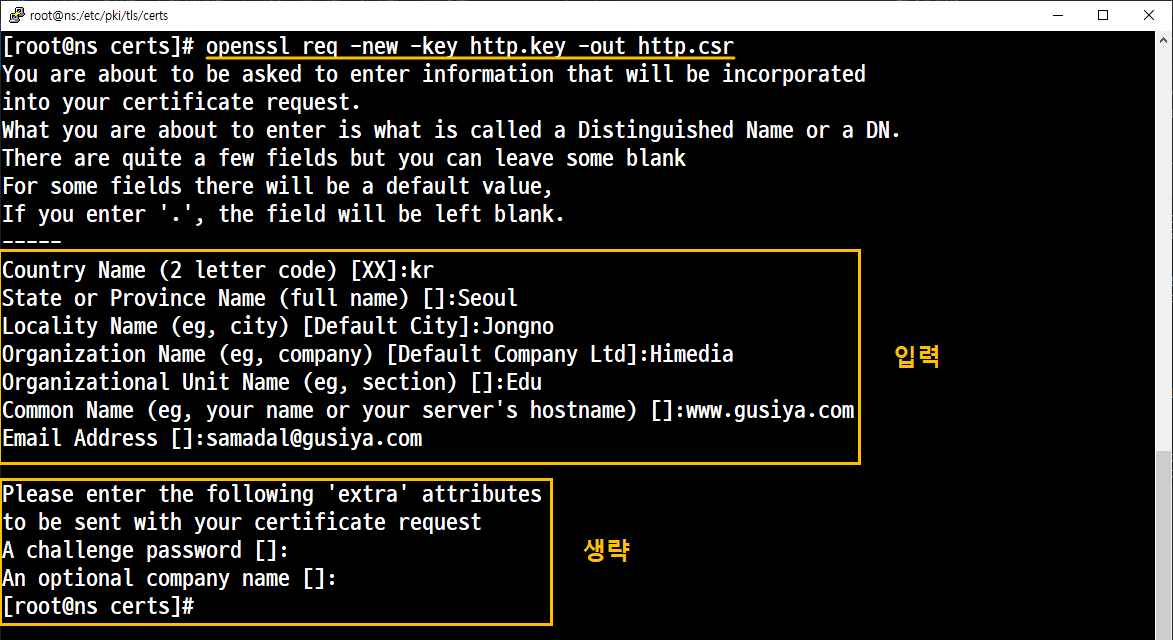 root@ns:/etc/pki/tls/certs
[root@ns certs]# openssl req -new -key http.key -out http.csr
You are about to be asked to enter information that will be incorporated
into your certificate request.
What you are about to enter is what is called a Distinguished Name or a DN.
There are quite a few fields but you can leave some blank
For some fields there will be a default value,
If you enter '.', the field will be left blank.
-----
Country Name (2 letter code) [XX]:kr
State or Province Name (full name) []:Seoul
Locality Name (eg, city) [Default City]:Jongno
Organization Name (eg, company) [Default Company Ltd]:Himedia
입력
Organizational Unit Name (eg, section) []:Edu
Common Name (eg, your name or your server's hostname) []:www.gusiya.com
Email Address []:samadal@gusiya.com
Please enter the following 'extra' attributes
to be sent with your certificate request
A challenge password []:
생략
An optional company name []:
[root@ns certs]#